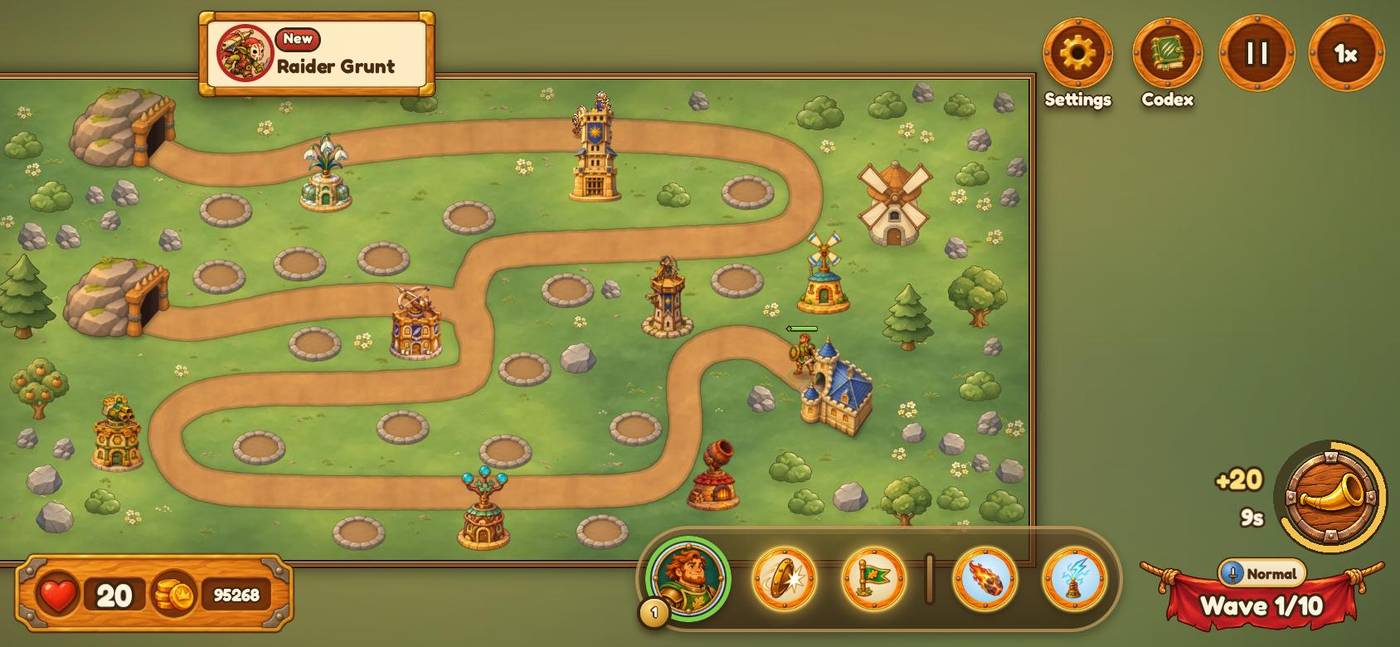 New
Raider Grunt
1x
Settings
Codex
+20
9s
Normal
Wave 1/10
20
95268
1